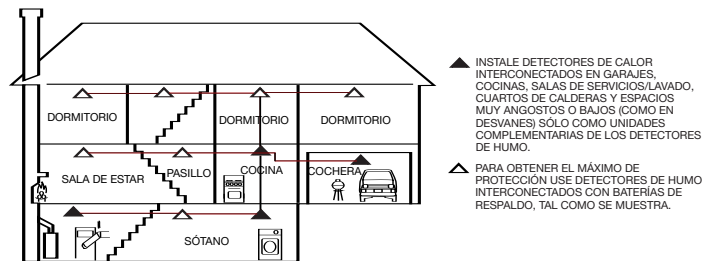 DORMITORIO
DORMITORIO
DORMITORIO
SALA DE ESTAR
PASILLO
COCINA
COCHERA
SÓTANO
INSTALE DETECTORES DE CALOR
INTERCONECTADOS EN GARAJES,
COCINAS, SALAS DE SERVICIOS/LAVADO,
CUARTOS DE CALDERAS Y ESPACIOS
MUY ANGOSTOS O BAJOS (COMO EN
DESVANES) SÓLO COMO UNIDADES
COMPLEMENTARIAS DE LOS DETECTORES
DE HUMO.
PARA OBTENER EL MÁXIMO DE
PROTECCIÓN USE DETECTORES DE HUMO
INTERCONECTADOS CON BATERÍAS DE
RESPALDO, TAL COMO SE MUESTRA.